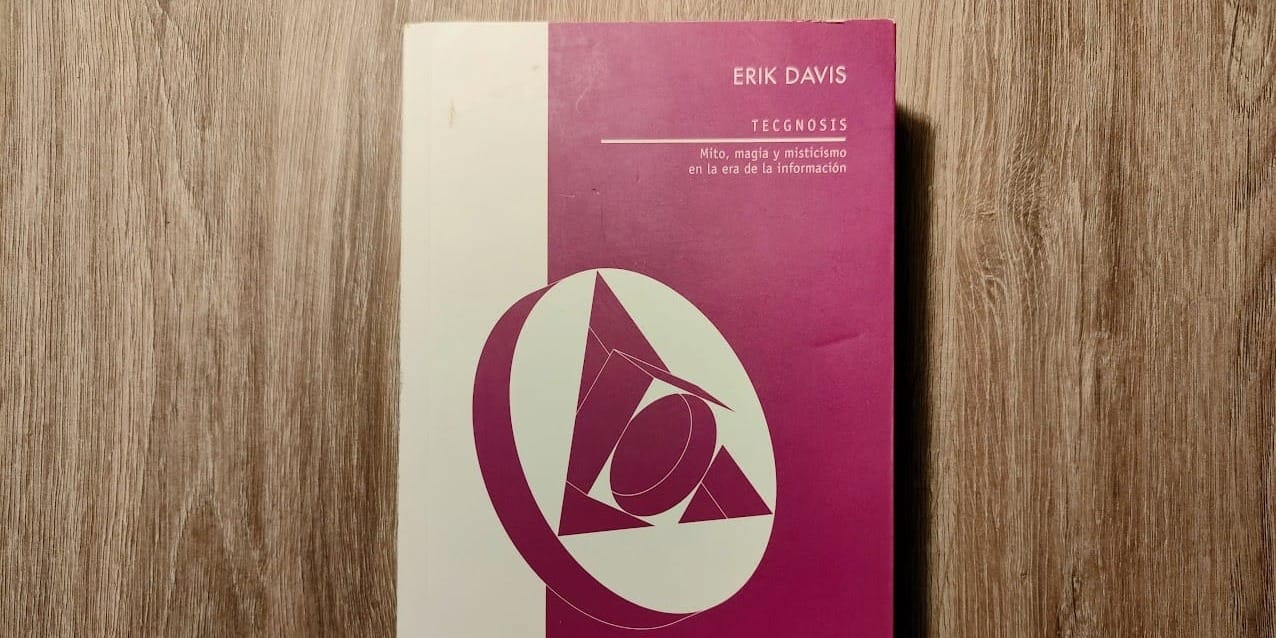 ERIK DAVIS
TECGNOSIS
Mito, magia y misticismo
en la era de la información